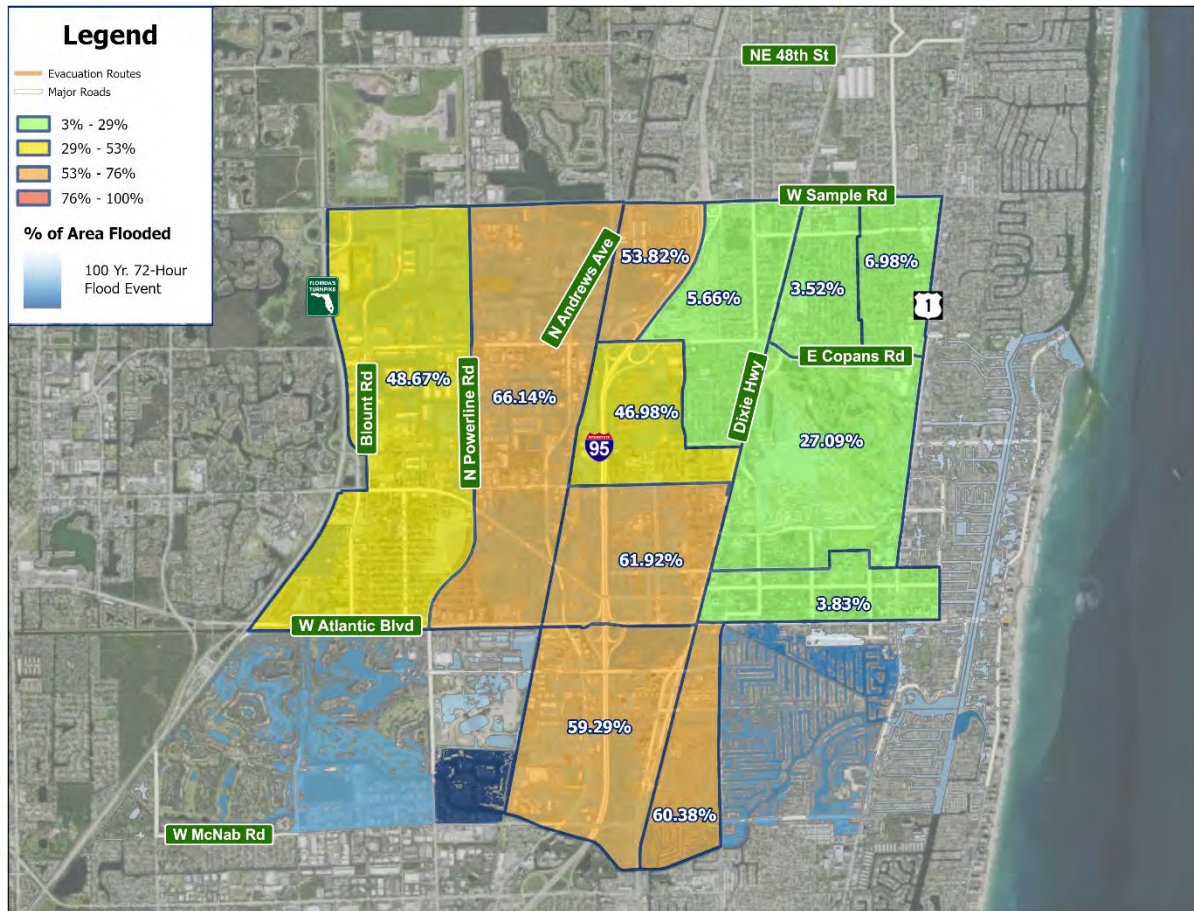 Legend
Evacuation Routes
Major Roads
3% - 29%
29% - 53%
53% - 76%
76% - 100%
% of Area Flooded
100 Yr. 72-Hour
Flood Event
NE 48th St
W Sample Rd
FLORIDA'S
TURNPIKE
N Andrews Ave
53.82%
6.98%
5.66%
3.52%
1
E Copans Rd
Blount Rd
48.67%
N Powerline Rd
66.14%
Dixie Hwy
46.98%
INTERSTATE
95
27.09%
61.92%
3.83%
W Atlantic Blvd
59.29%
60.38%
W McNab Rd